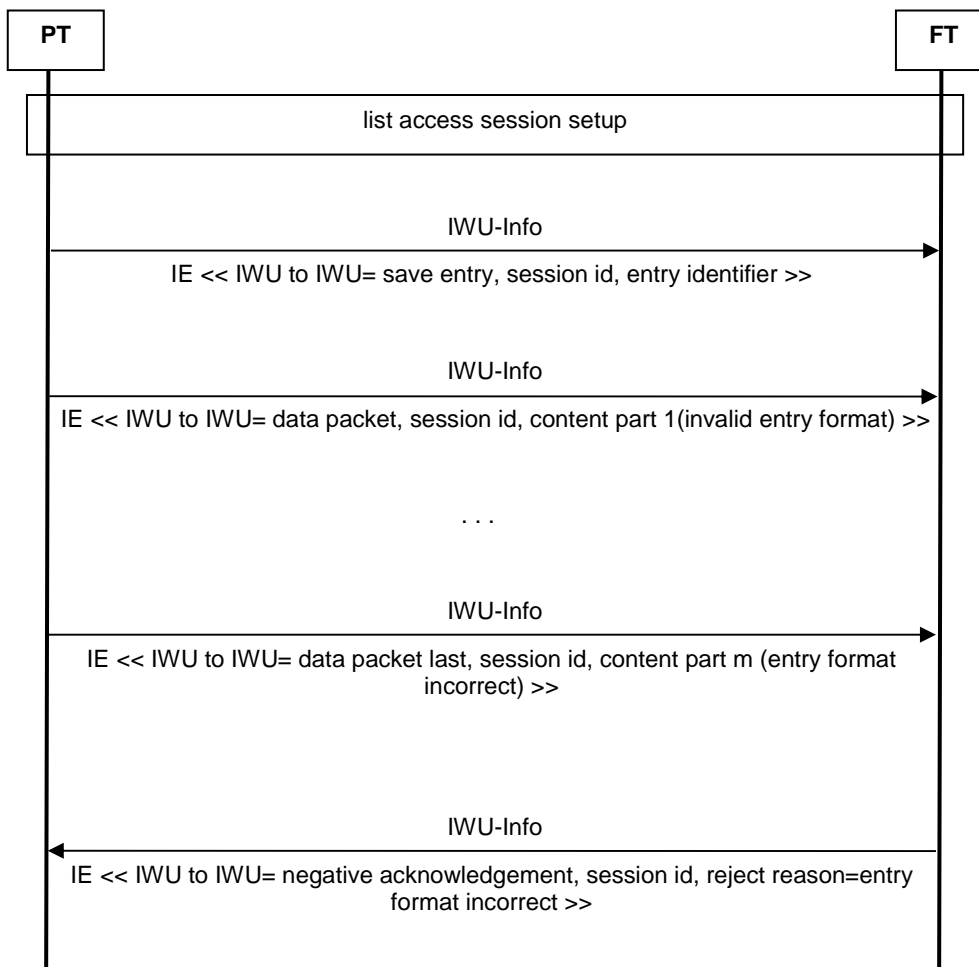 PT
FT
list access session setup
IWU-Info
IE << IWU to IWU= save entry, session id, entry identifier >>
IWU-Info
IE << IWU to IWU= data packet, session id, content part 1(invalid entry format) >>
. . .
IWU-Info
IE << IWU to IWU= data packet last, session id, content part m (entry format
incorrect) >>
IWU-Info
IE << IWU to IWU= negative acknowledgement, session id, reject reason=entry
format incorrect >>